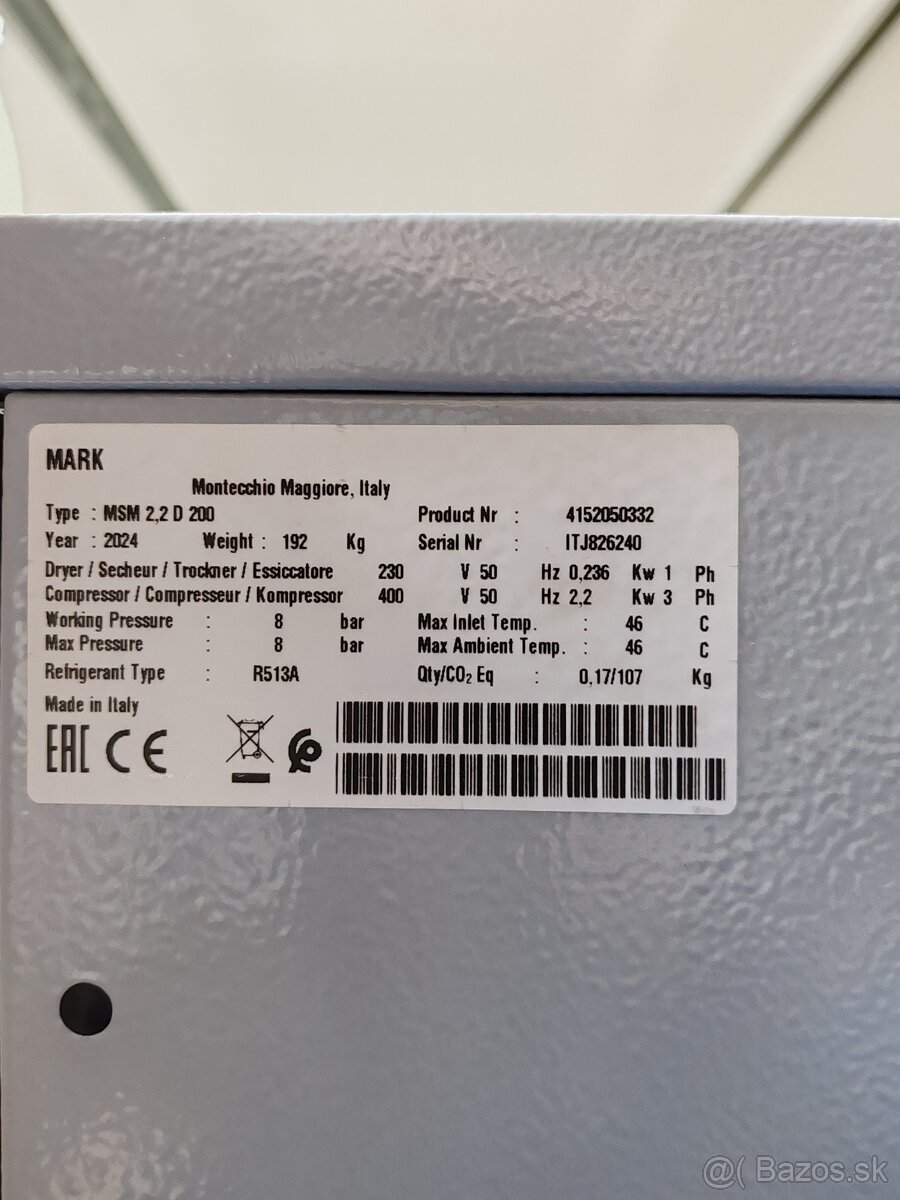 MARK
Montecchio Maggiore, Italy
Type : MSM 2,2 D 200 Product Nr : 4152050332
Year : 2024 Weight : 192 Kg Serial Nr : ITJ826240
Dryer / Secheur / Trockner / Essiccatore 230 V 50 Hz 0,236 Kw 1 Ph
Compressor / Compresseur / Kompressor 400 V 50 Hz 2,2 Kw 3 Ph
Working Pressure : 8 bar Max Inlet Temp. : 46 C
Max Pressure : 8 bar Max Ambient Temp. : 46 C
Refrigerant Type : R513A Qty/CO₂ Eq : 0,17/107 Kg
Made in Italy
EAC CE
@( Bazos.sk